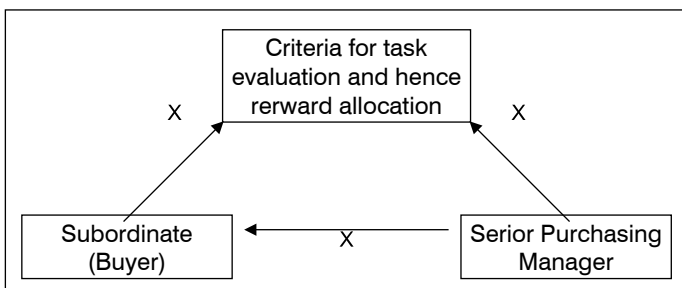 Criteria for task
evaluation and hence
rerward allocation
X
X
Subordinate
(Buyer)
X
Serior Purchasing
Manager